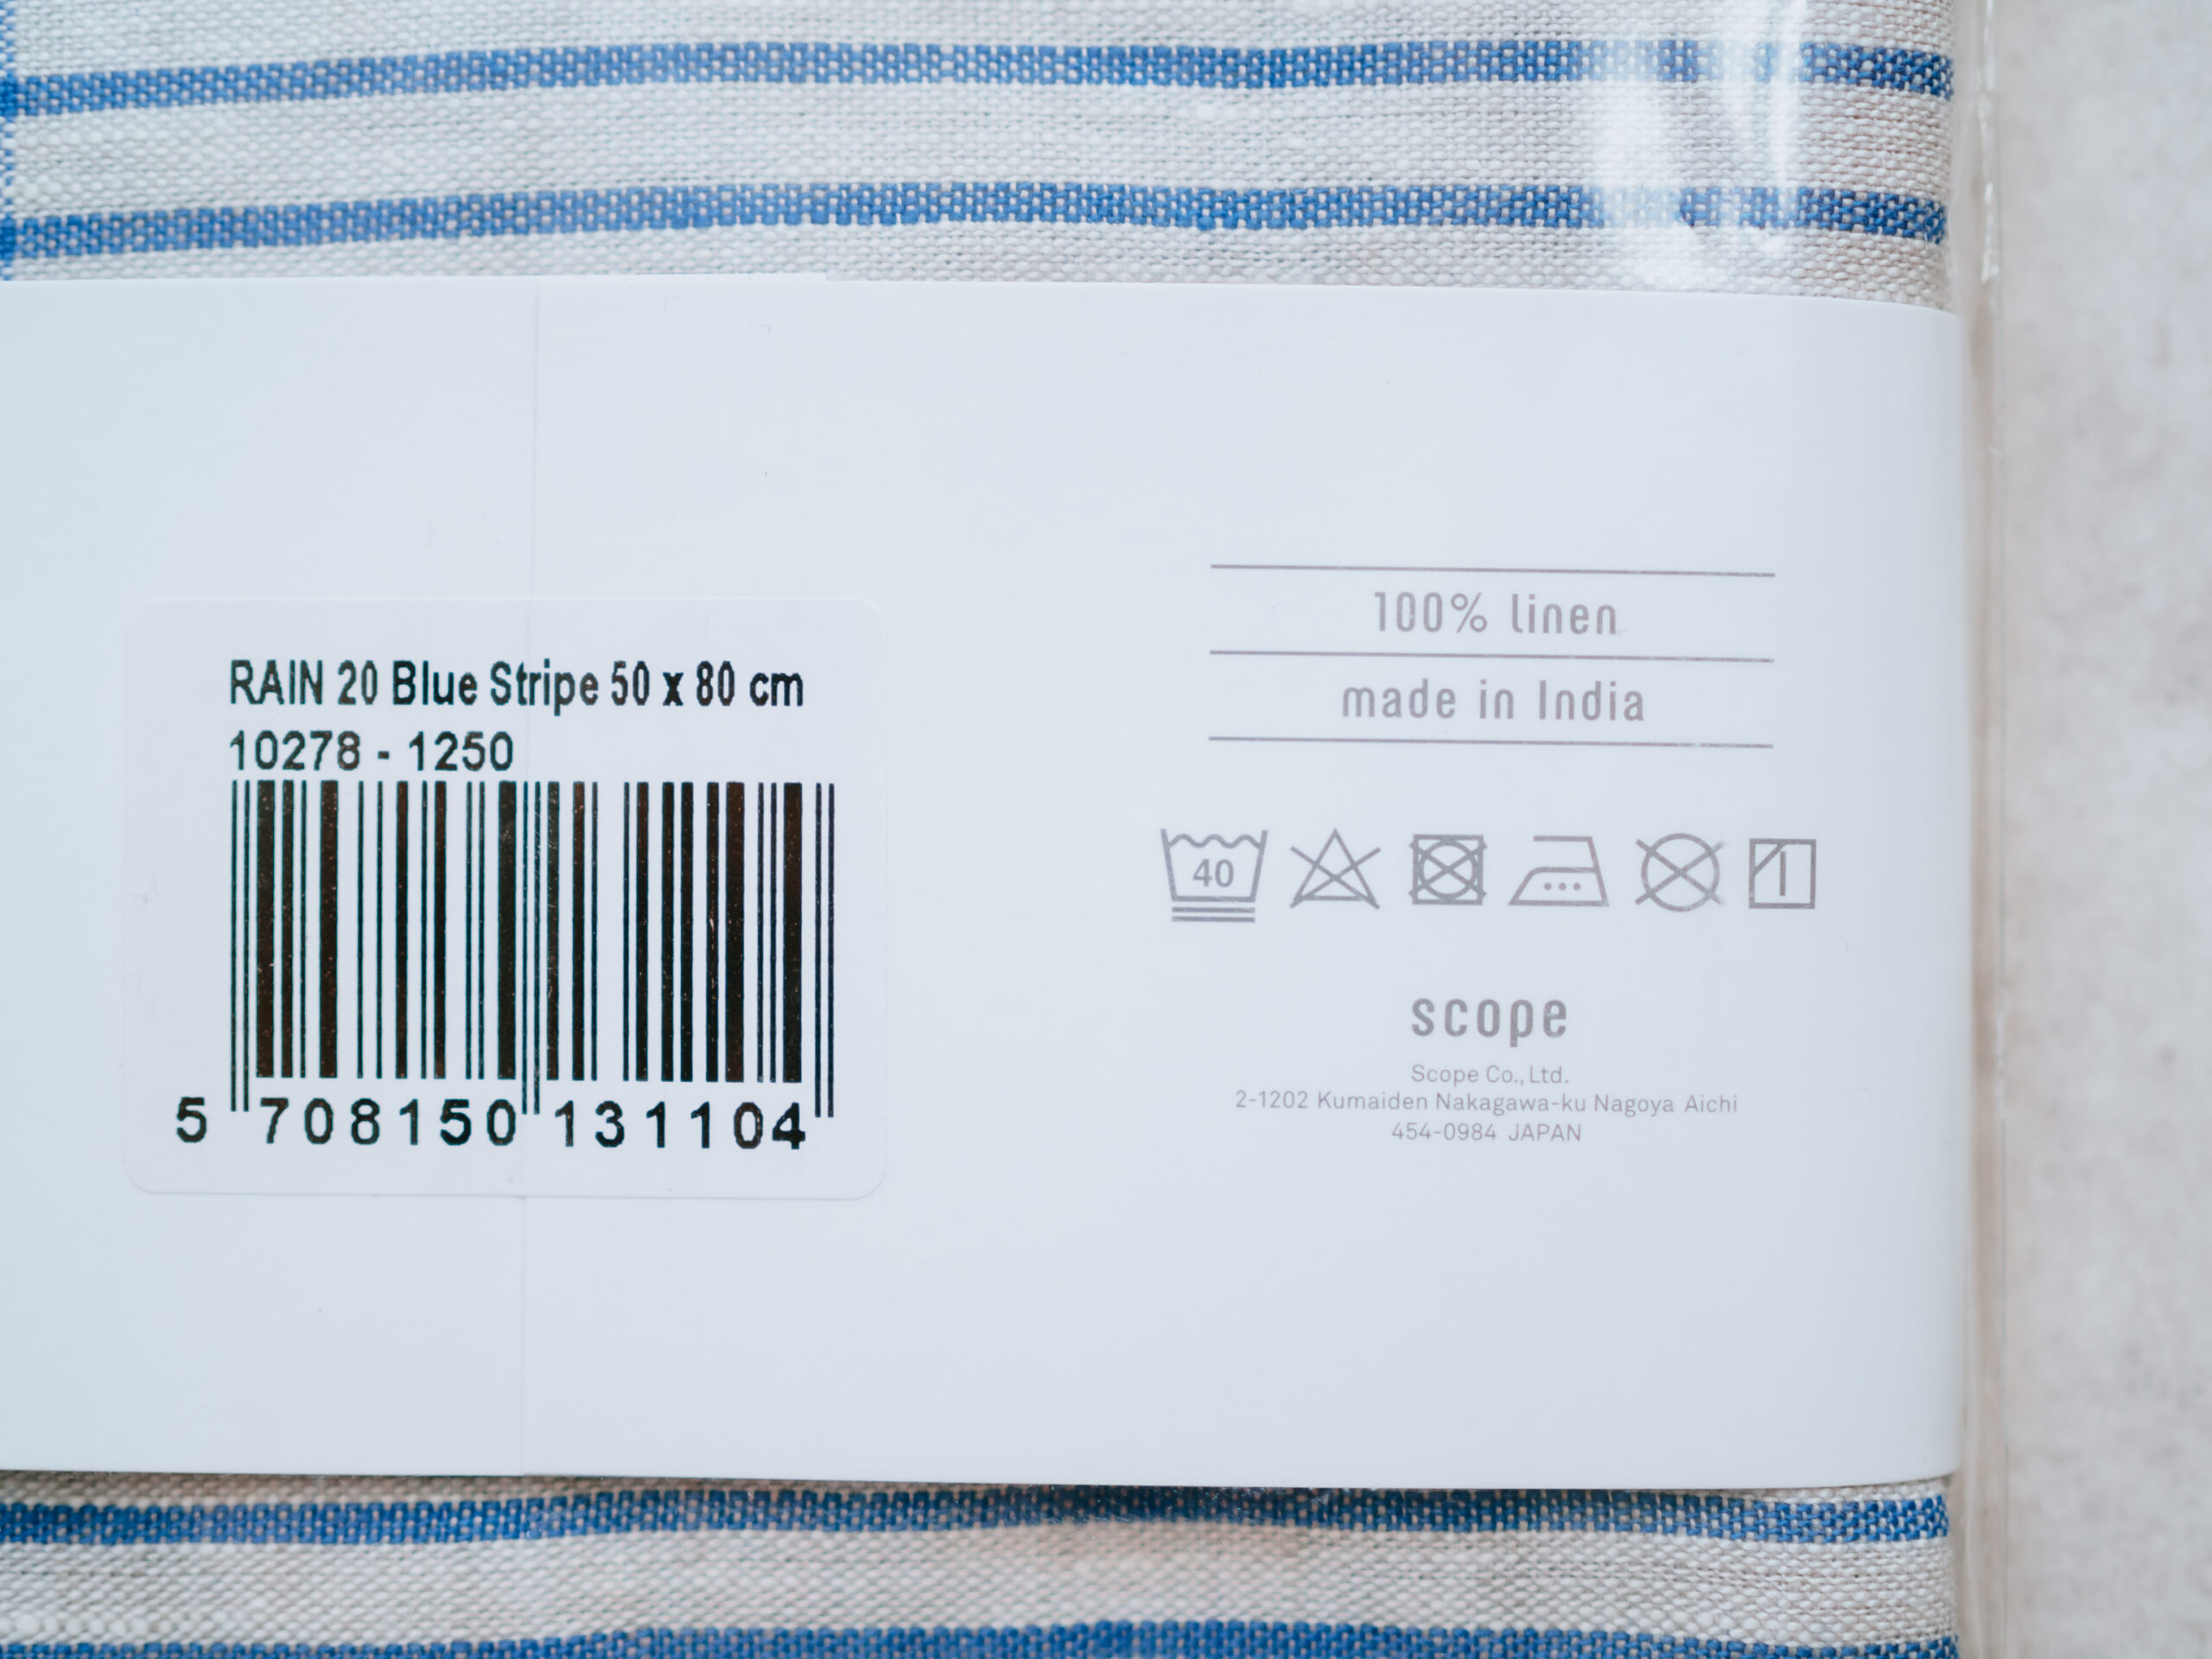 RAIN 20 Blue Stripe 50 x 80 cm
10278 - 1250
5 708150 131104
100% linen
made in India
40
scope
Scope Co., Ltd.
2-1202 Kumaiden Nakagawa-ku Nagoya Aichi
454-0984 JAPAN